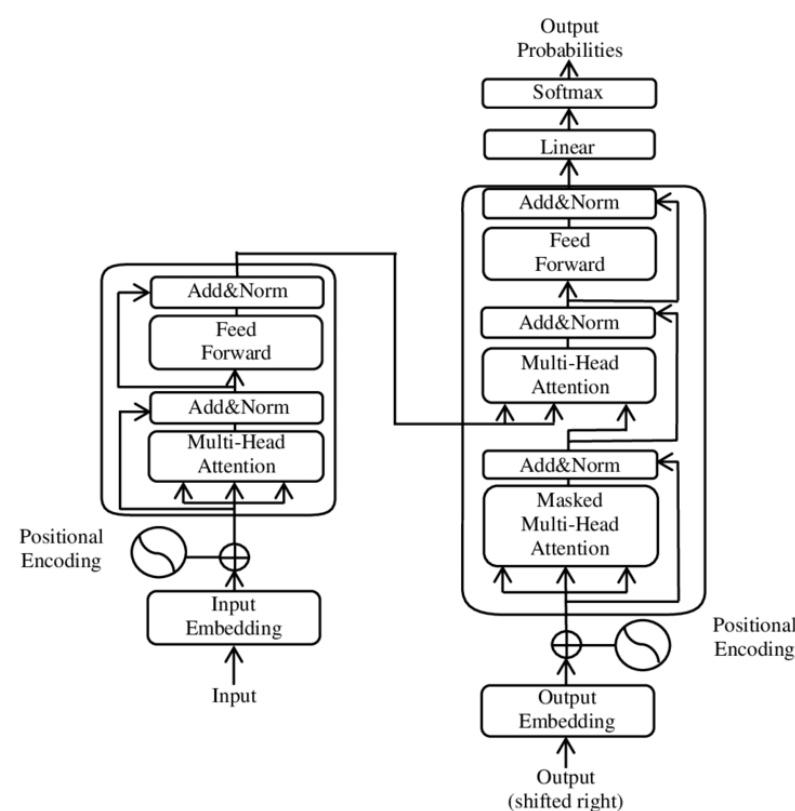 Output
Probabilities
Softmax
Linear
Add&Norm
Feed
Forward
Add&Norm
Multi-Head
Attention
Add&Norm
Masked
Multi-Head
Attention
Positional
Encoding
Output
Embedding
Output
(shifted right)
Add&Norm
Feed
Forward
Add&Norm
Multi-Head
Attention
Positional
Encoding
Input
Embedding
Input